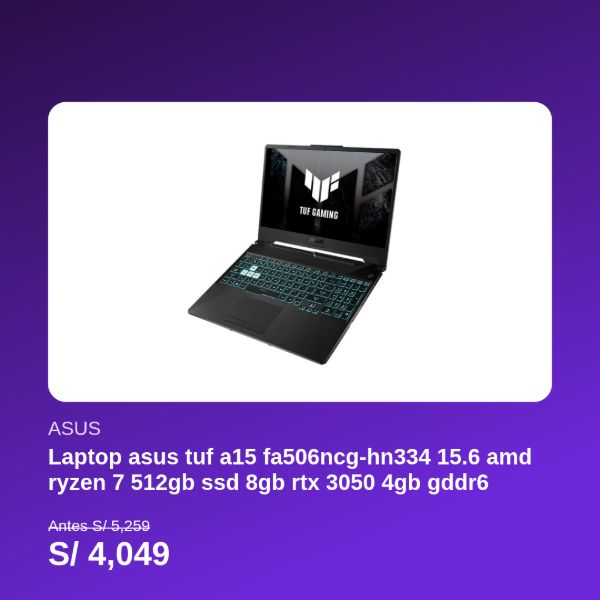 TUF GAMING
ASUS
Laptop asus tuf a15 fa506ncg-hn334 15.6 amd
ryzen 7 512gb ssd 8gb rtx 3050 4gb gddr6
Antes S/ 5,259
S/ 4,049